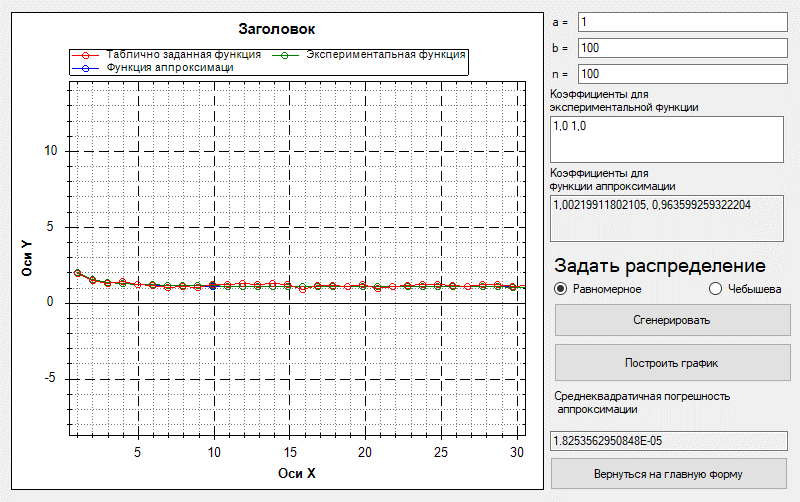 Заголовок
Таблично заданная функция
Экспериментальная функция
Функция аппроксимаци
10
5
0
-5
Оси Y
5
10
15
20
25
30
Оси X
a =
1
b =
100
n =
100
Коэффициенты для
экспериментальной функции
1,0 1,0
Коэффициенты для
функции аппроксимации
1,00219911802105, 0,963599259322204
Задать распределение
Равномерное
Чебышева
Сгенерировать
Построить график
Среднеквадратичная погрешность
аппроксимации
1.8253562950848E-05
Вернуться на главную форму